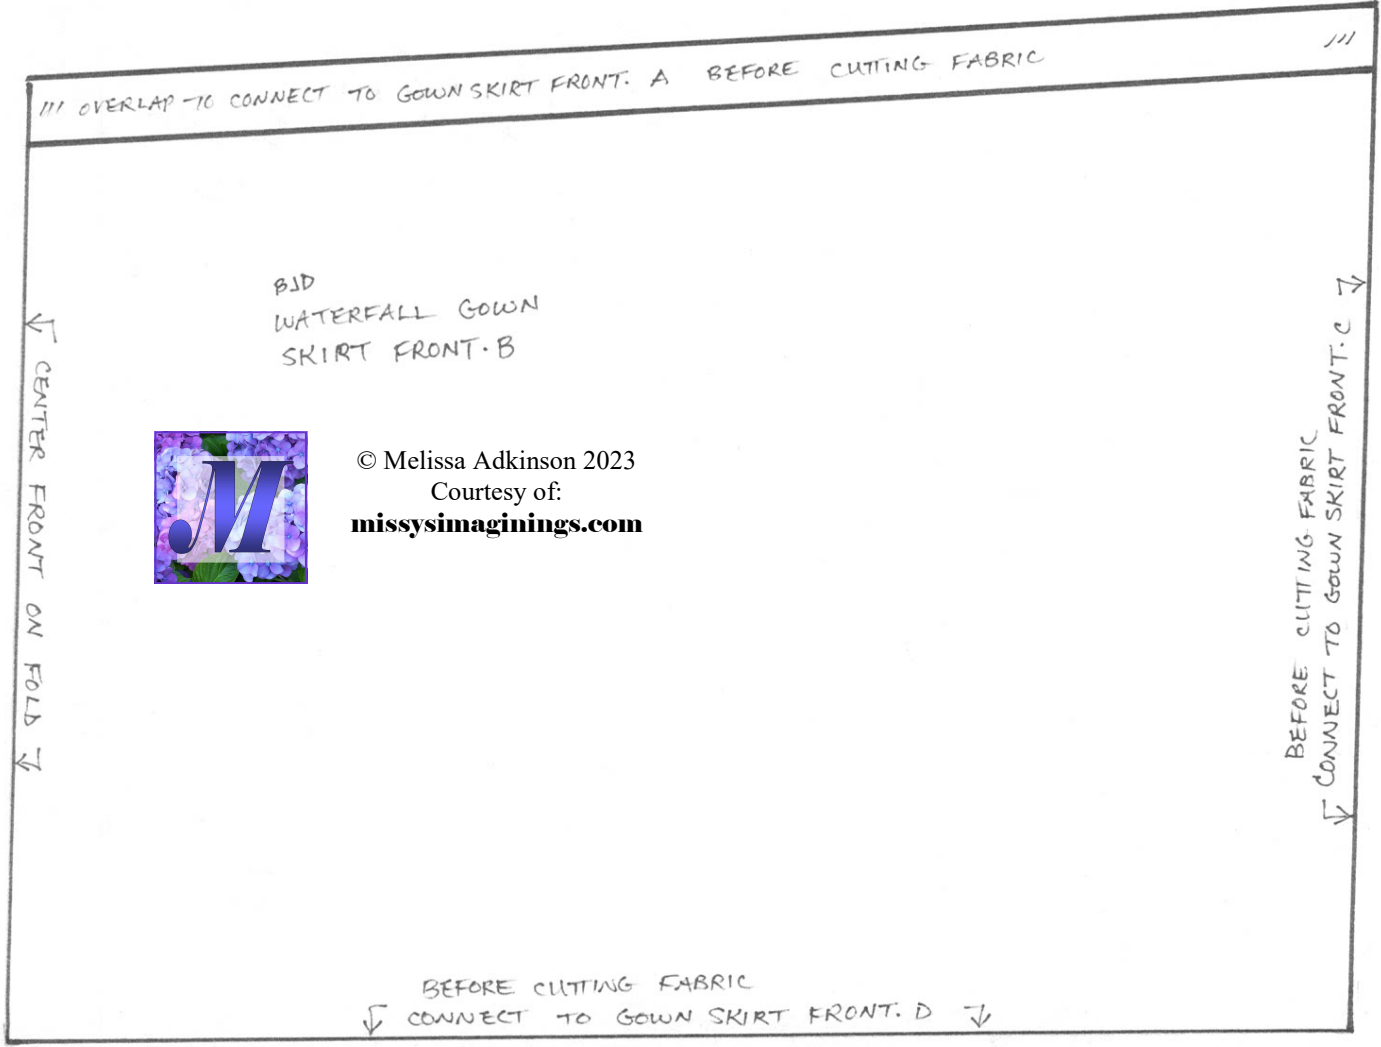 /// OVERLAP TO CONNECT TO GOWN SKIRT FRONT. A BEFORE CUTTING FABRIC ///
BJD
WATERFALL GOWN
SKIRT FRONT. B
CENTER FRONT ON FOLD
M
© Melissa Adkinson 2023
Courtesy of:
missysimaginings.com
BEFORE CUTTING FABRIC
CONNECT TO GOWN SKIRT FRONT. C
BEFORE CUTTING FABRIC
CONNECT TO GOWN SKIRT FRONT. D